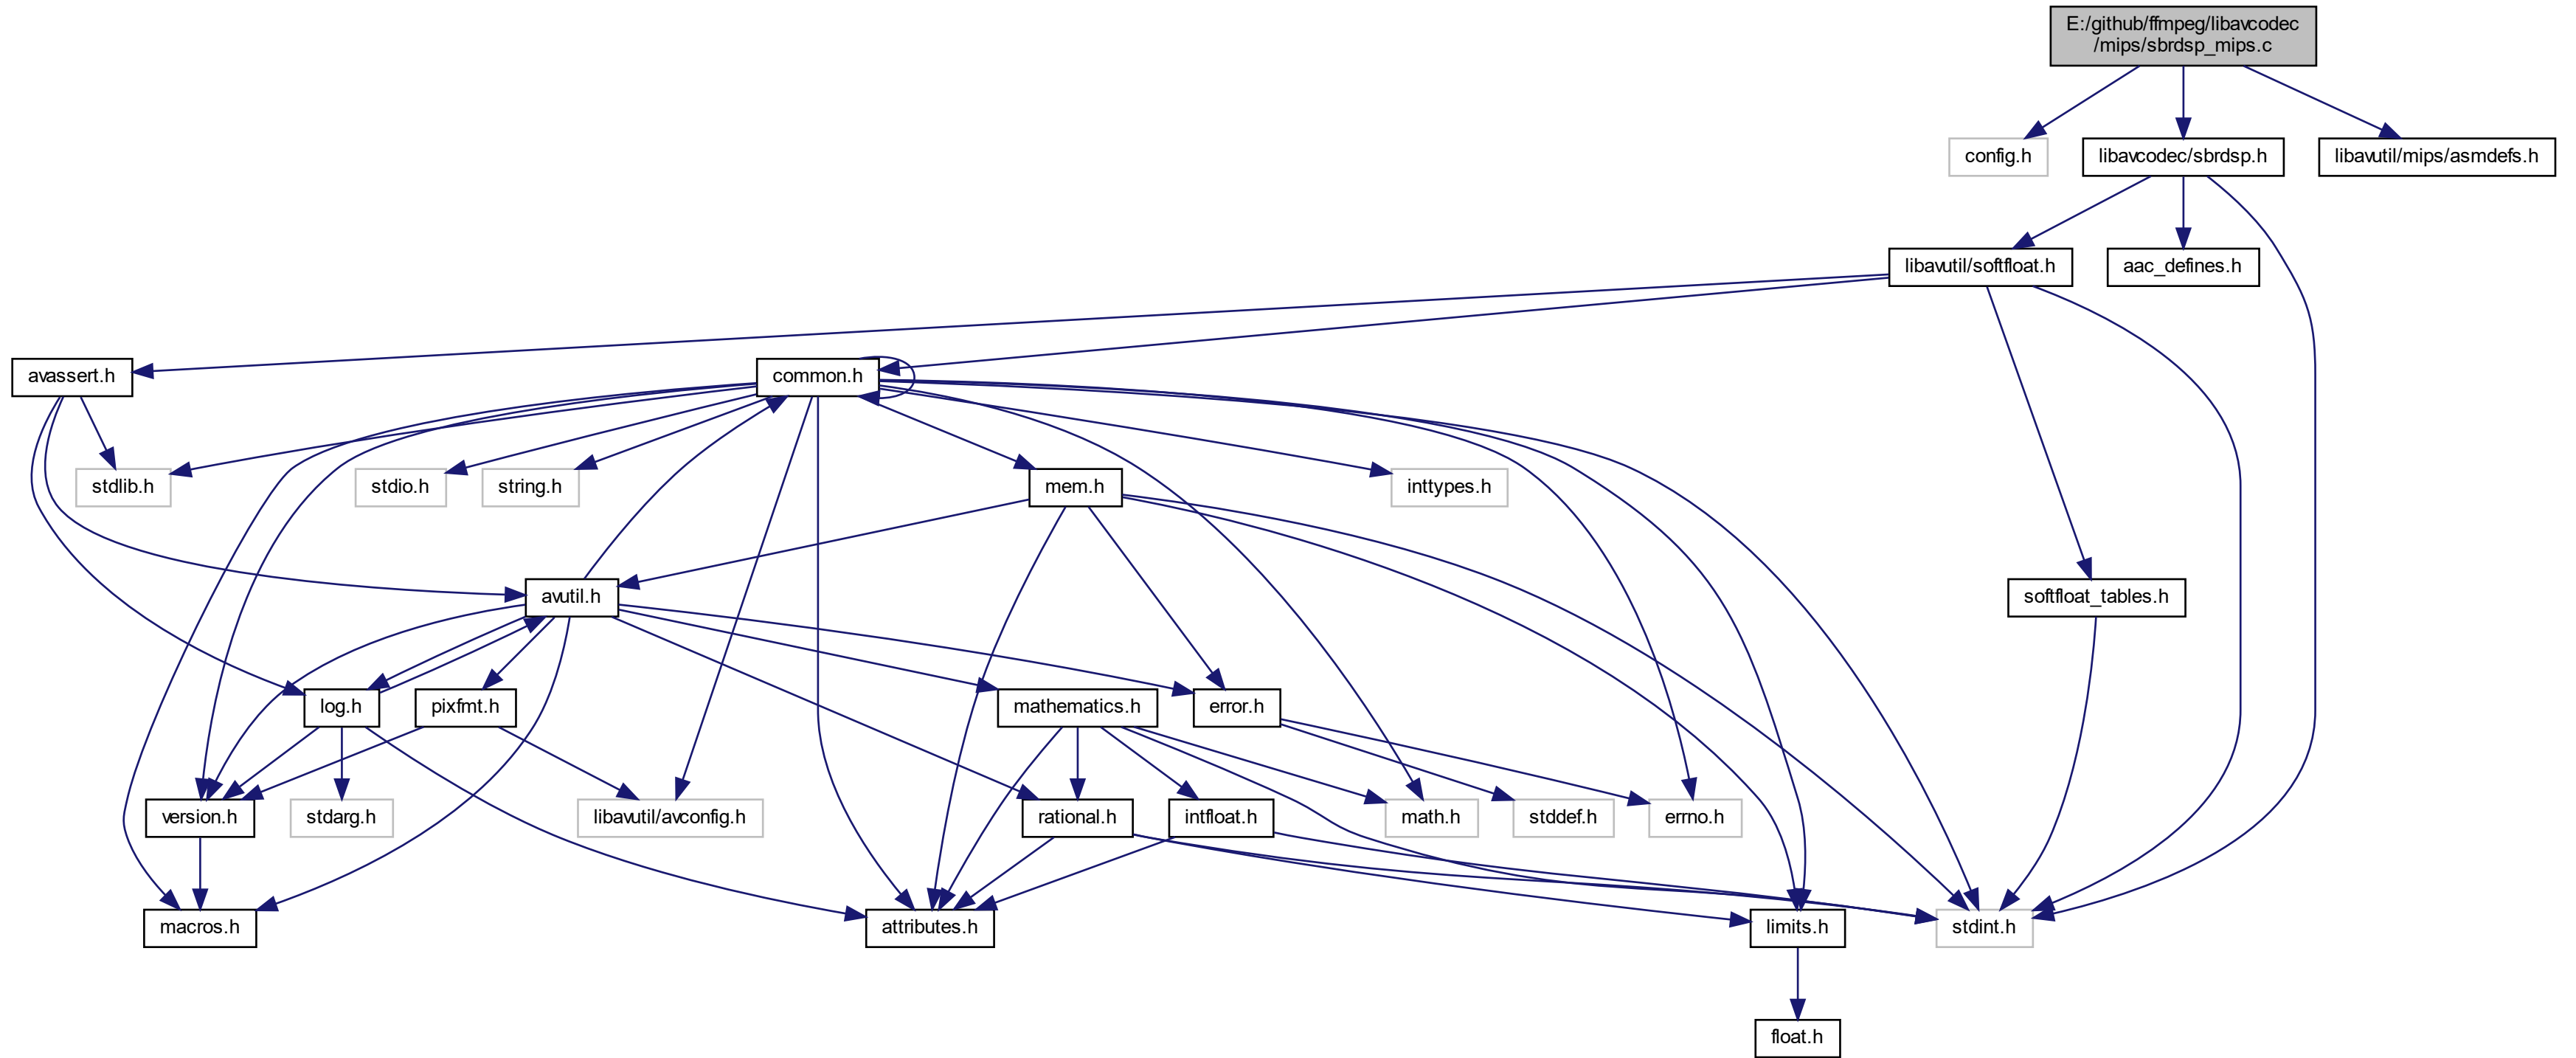 E:/github/ffmpeg/libavcodec
/mips/sbrdsp_mips.c
config.h
libavcodec/sbrdsp.h
libavutil/mips/asmdefs.h
libavutil/softfloat.h
aac_defines.h
avassert.h
common.h
stdlib.h
stdio.h
string.h
mem.h
inttypes.h
avutil.h
softfloat_tables.h
log.h
pixfmt.h
mathematics.h
error.h
version.h
stdarg.h
libavutil/avconfig.h
rational.h
intfloat.h
math.h
stddef.h
errno.h
macros.h
attributes.h
limits.h
stdint.h
float.h